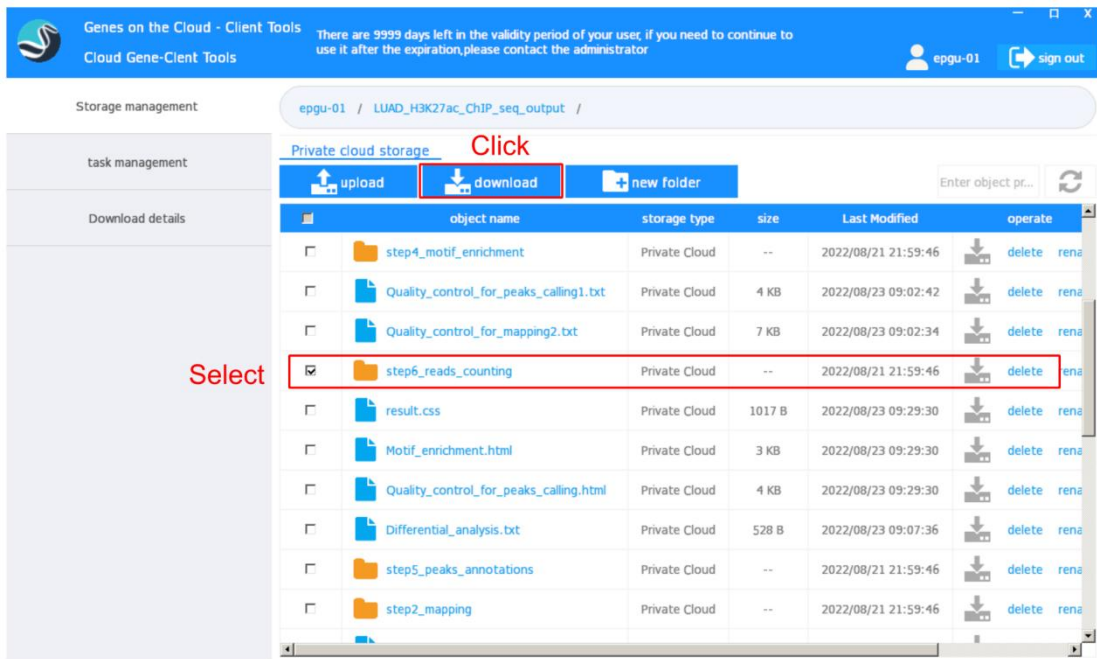 Genes on the Cloud - Client Tools
Cloud Gene-Cient Tools
There are 9999 days left in the validity period of your user, if you need to continue to
use it after the expiration,please contact the administrator
epgu-01
sign out
Storage management
task management
Download details
epgu-01 / LUAD_H3K27ac_ChIP_seq_output /
Private cloud storage
Click
upload
download
new folder
Enter object pr...
object name storage type size Last Modified operate
step4_motif_enrichment Private Cloud -- 2022/08/21 21:59:46 delete rena
Quality_control_for_peaks_calling1.txt Private Cloud 4 KB 2022/08/23 09:02:42 delete rena
Quality_control_for_mapping2.txt Private Cloud 7 KB 2022/08/23 09:02:34 delete rena
Select
step6_reads_counting Private Cloud -- 2022/08/21 21:59:46 delete rena
result.css Private Cloud 1017 B 2022/08/23 09:29:30 delete rena
Motif_enrichment.html Private Cloud 3 KB 2022/08/23 09:29:30 delete rena
Quality_control_for_peaks_calling.html Private Cloud 4 KB 2022/08/23 09:29:30 delete rena
Differential_analysis.txt Private Cloud 528 B 2022/08/23 09:07:36 delete rena
step5_peaks_annotations Private Cloud -- 2022/08/21 21:59:46 delete rena
step2_mapping Private Cloud -- 2022/08/21 21:59:46 delete rena